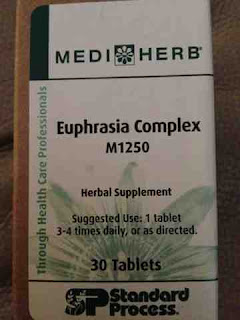 MEDI HERB®
Through Health Care Professionals
Euphrasia Complex
M1250
Herbal Supplement
Suggested Use: 1 tablet
3-4 times daily, or as directed.
30 Tablets
SP Standard
Process®